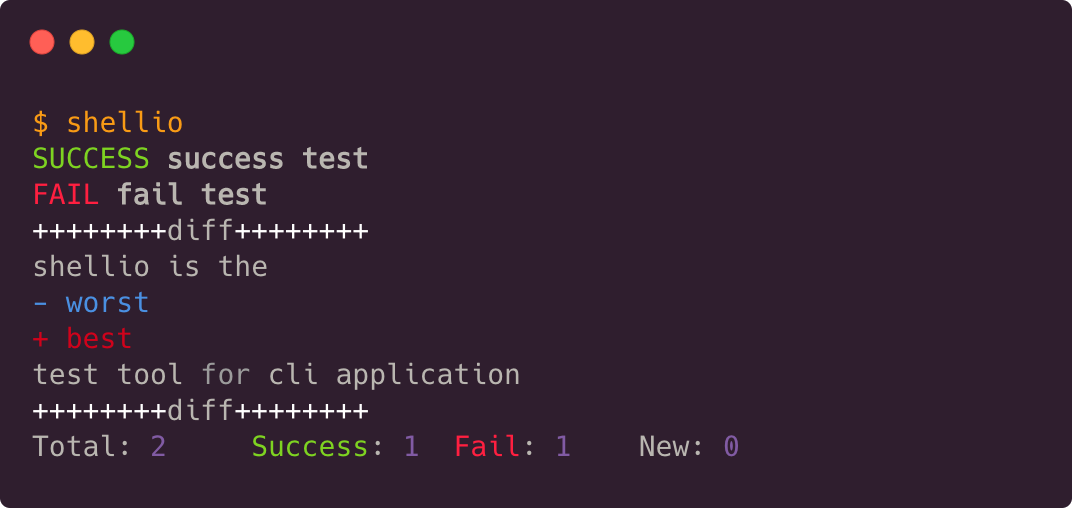 $ shellio
SUCCESS success test
FAIL fail test
++++++++diff++++++++
shellio is the
- worst
+ best
test tool for cli application
++++++++diff++++++++
Total: 2     Success: 1  Fail: 1    New: 0